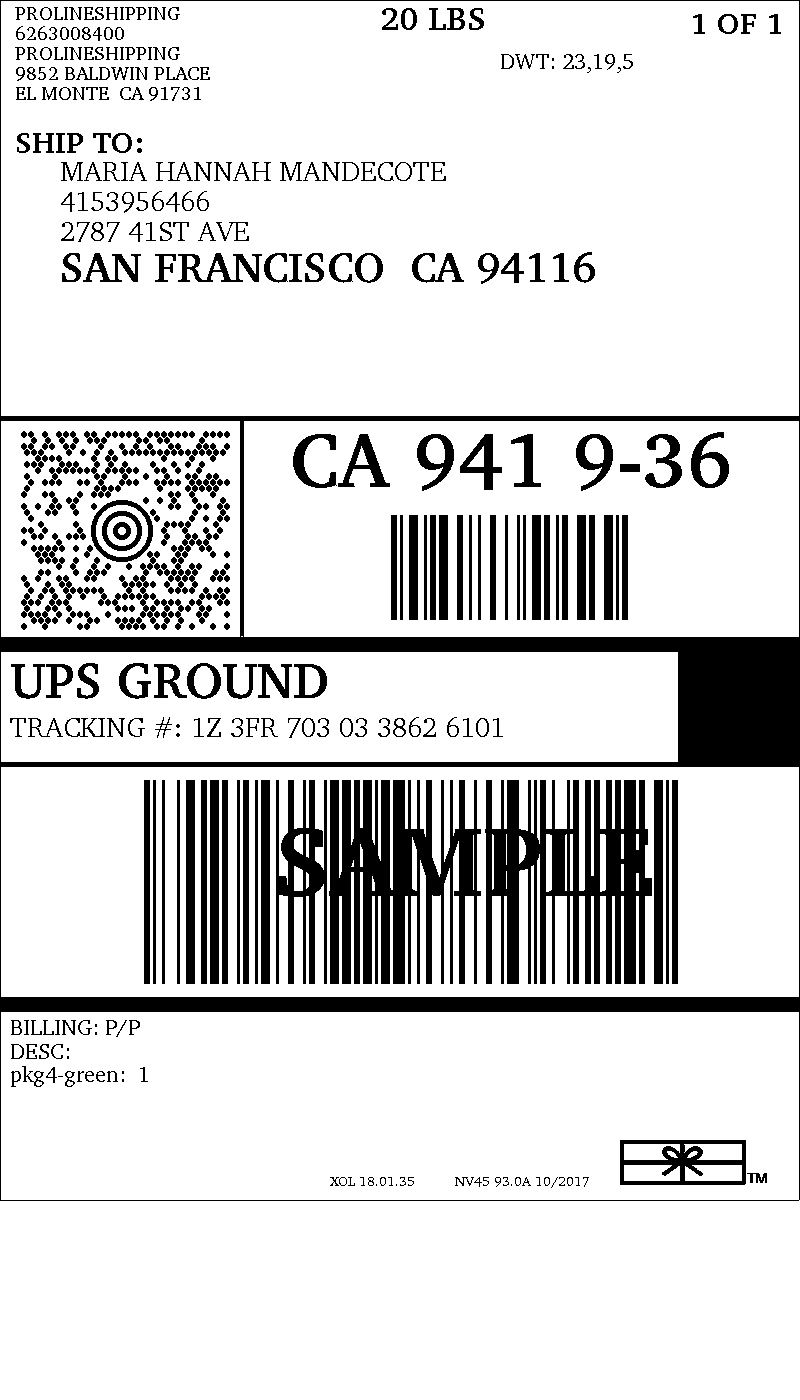 PROLINESHIPPING
6263008400
PROLINESHIPPING
9852 BALDWIN PLACE
EL MONTE CA 91731
20 LBS
1 OF 1
DWT: 23,19,5
SHIP TO:
MARIA HANNAH MANDECOTE
4153956466
2787 41ST AVE
SAN FRANCISCO CA 94116
CA 941 9-36
UPS GROUND
TRACKING #: 1Z 3FR 703 03 3862 6101
SAMPLE
BILLING: P/P
DESC:
pkg4-green: 1
XOL 18.01.35
NV45 93.0A 10/2017
TM